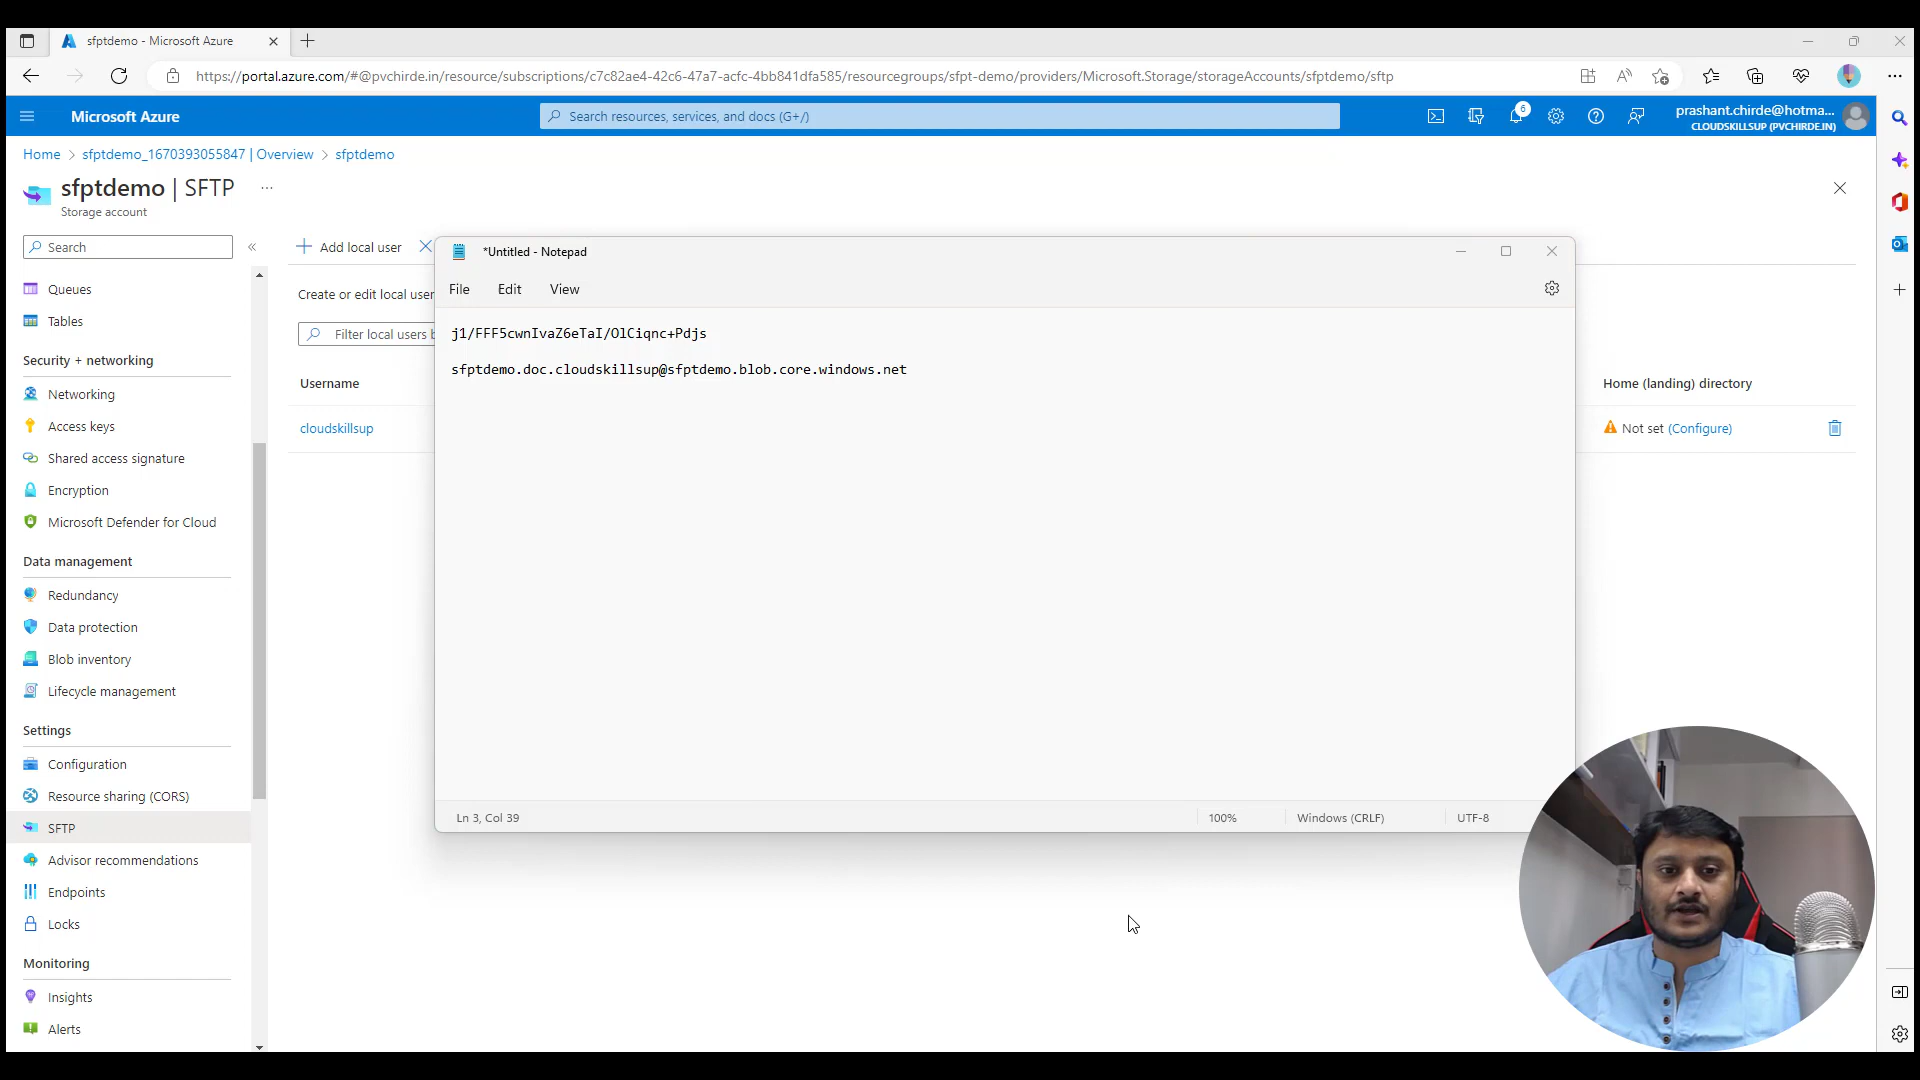 sfptdemo - Microsoft Azure
https://portal.azure.com/#@pvchirde.in/resource/subscriptions/c7c82ae4-42c6-47a7-acfc-4bb841dfa585/resourcegroups/sfpt-demo/providers/Microsoft.Storage/storageAccounts/sfptdemo/sftp
Microsoft Azure
Search resources, services, and docs (G+/)
6
prashant.chirde@hotma...
CLOUDSKILLSUP (PVCHIRDE.IN)
Home > sfptdemo_1670393055847 | Overview > sfptdemo
sfptdemo | SFTP ...
Storage account
Search
«
Add local user
*Untitled - Notepad
File Edit View
Create or edit local user
Filter local users b
j1/FFF5cwnIvaZ6eTaI/OlCiqnc+Pdjs
sfptdemo.doc.cloudskillsup@sfptdemo.blob.core.windows.net
Username
Home (landing) directory
cloudskillsup
Not set (Configure)
Queues
Tables
Security + networking
Networking
Access keys
Shared access signature
Encryption
Microsoft Defender for Cloud
Data management
Redundancy
Data protection
Blob inventory
Lifecycle management
Settings
Configuration
Resource sharing (CORS)
SFTP
Advisor recommendations
Endpoints
Locks
Monitoring
Insights
Alerts
Ln 3, Col 39
100%
Windows (CRLF)
UTF-8